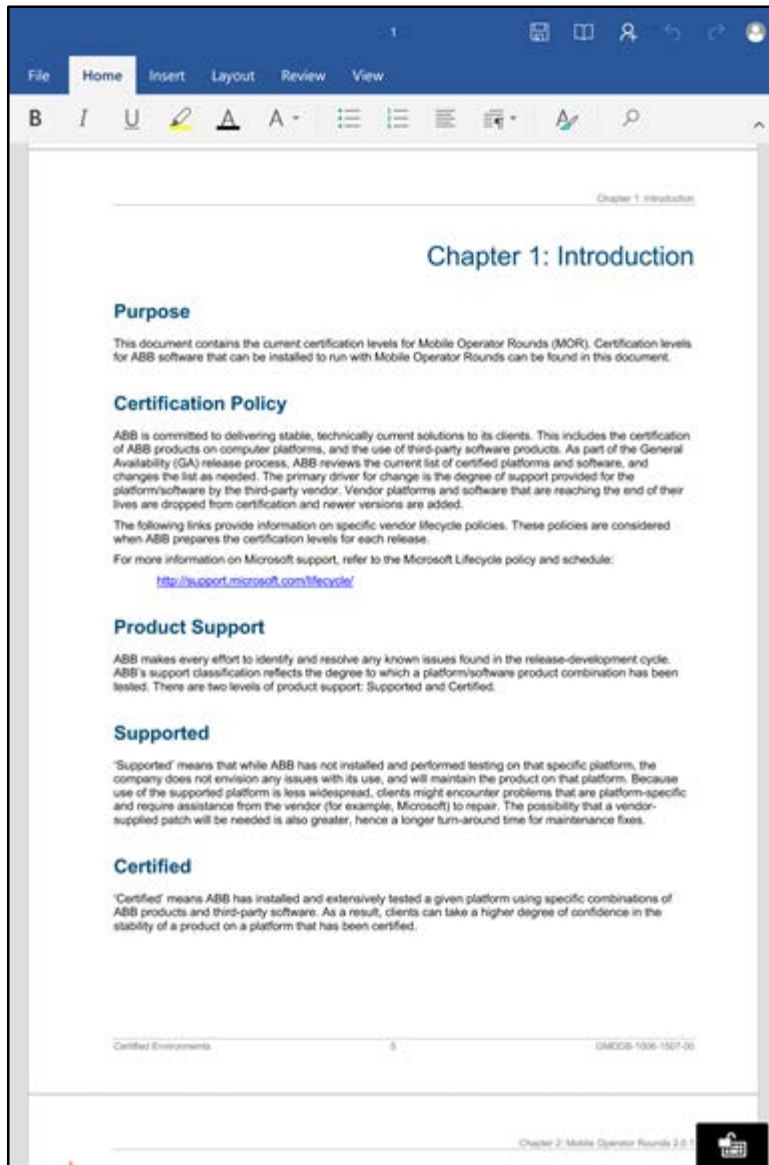 1
File Home Insert Layout Review View
B I U A A
Chapter 1: Introduction
Chapter 1: Introduction
Purpose
This document contains the current certification levels for Mobile Operator Rounds (MOR). Certification levels
for ABB software that can be installed to run with Mobile Operator Rounds can be found in this document.
Certification Policy
ABB is committed to delivering stable, technically current solutions to its clients. This includes the certification
of ABB products on computer platforms, and the use of third-party software products. As part of the General
Availability (GA) release process, ABB reviews the current list of certified platforms and software, and
changes the list as needed. The primary driver for change is the degree of support provided for the
platform/software by the third-party vendor. Vendor platforms and software that are reaching the end of their
lives are dropped from certification and newer versions are added.
The following links provide information on specific vendor lifecycle policies. These policies are considered
when ABB prepares the certification levels for each release.
For more information on Microsoft support, refer to the Microsoft Lifecycle policy and schedule:
http://support.microsoft.com/lifecycle/
Product Support
ABB makes every effort to identify and resolve any known issues found in the release-development cycle.
ABB's support classification reflects the degree to which a platform/software product combination has been
tested. There are two levels of product support: Supported and Certified.
Supported
'Supported' means that while ABB has not installed and performed testing on that specific platform, the
company does not envision any issues with its use, and will maintain the product on that platform. Because
use of the supported platform is less widespread, clients might encounter problems that are platform-specific
and require assistance from the vendor (for example, Microsoft) to repair. The possibility that a vendor-
supplied patch will be needed is also greater, hence a longer turn-around time for maintenance fixes.
Certified
'Certified' means ABB has installed and extensively tested a given platform using specific combinations of
ABB products and third-party software. As a result, clients can take a higher degree of confidence in the
stability of a product on a platform that has been certified.
Certified Environments 5
Chapter 2: Mobile Operator Rounds 2.0.1